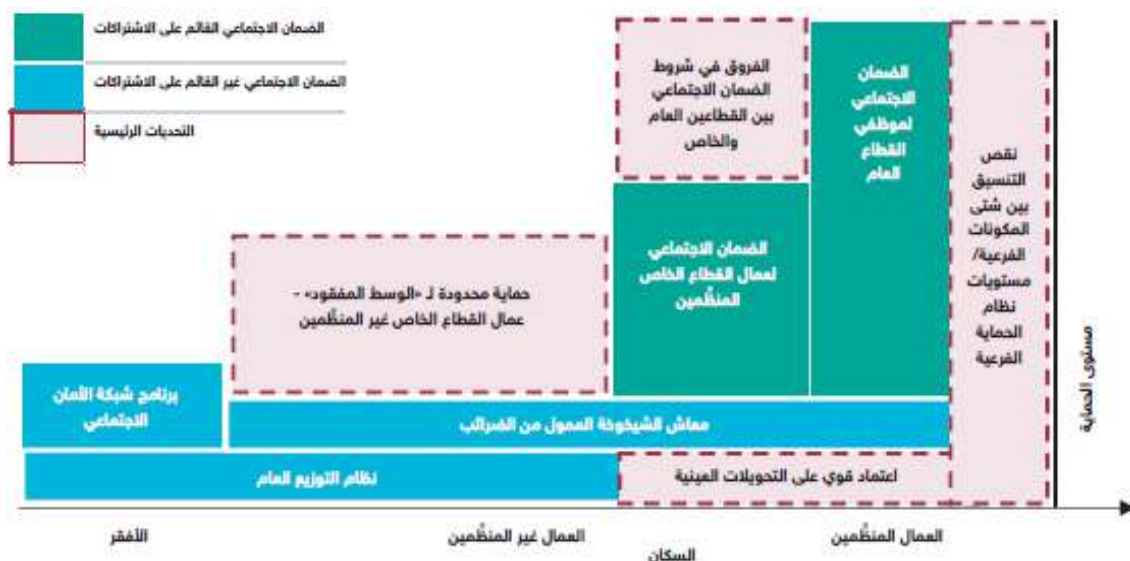 الضمان الاجتماعي القائم على الاشتراكات
الضمان الاجتماعي غير القائم على الاشتراكات
التحديات الرئيسية
الفروق في شروط
الضمان الاجتماعي
بين القطاعين العام
والخاص
الضمان
الاجتماعي
لموظفي
القطاع
العام
نقص
التنسيق
بين شتى
المكونات
الفرعية/
مستويات
نظام
الحماية
الفرعية
الضمان الاجتماعي
لعمال القطاع الخاص
المنظَّمين
حماية محدودة لـ «الوسط المفقود» -
عمال القطاع الخاص غير المنظَّمين
برنامج شبكة الأمان
الاجتماعي
معاش الشيخوخة الممول من الضرائب
نظام التوزيع العام
اعتماد قوي على التحويلات العينية
مستوى الحماية
العمال المنظَّمين
العمال غير المنظَّمين
الأفقر
السكان